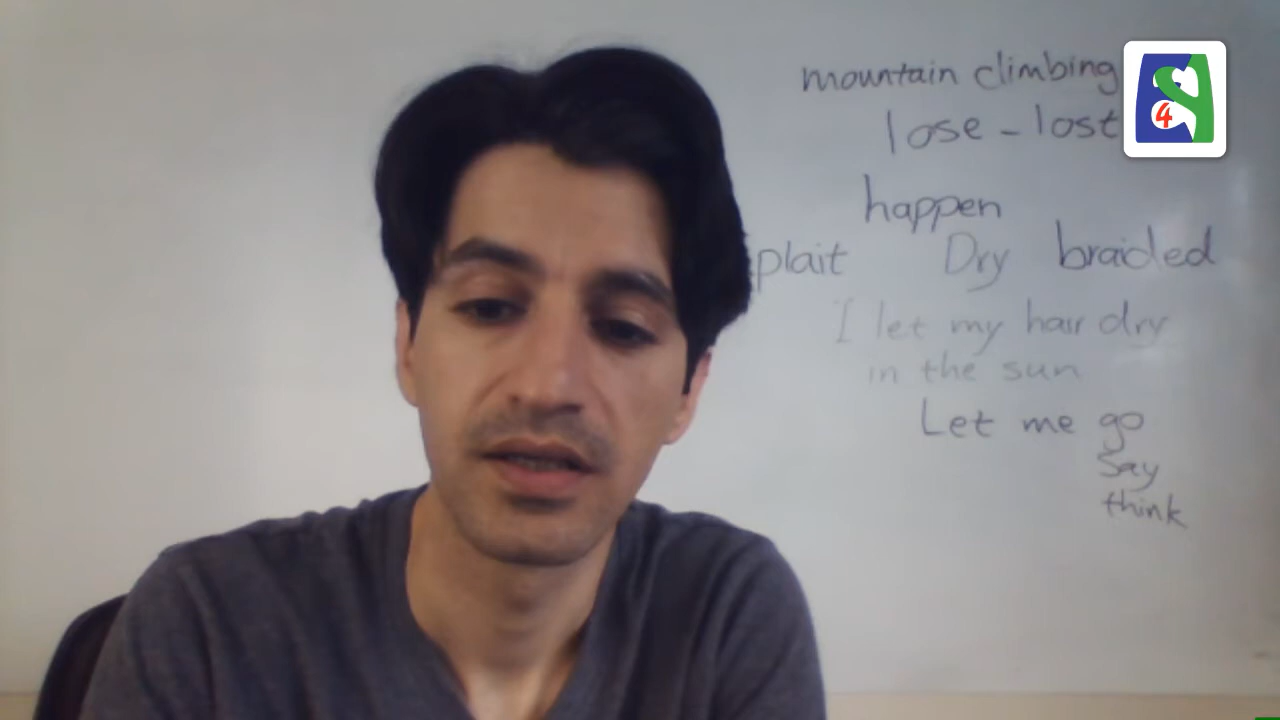 mountain climbing
4
lose - lost
happen
plait Dry braided
I let my hair dry
in the sun
Let me go
say
think